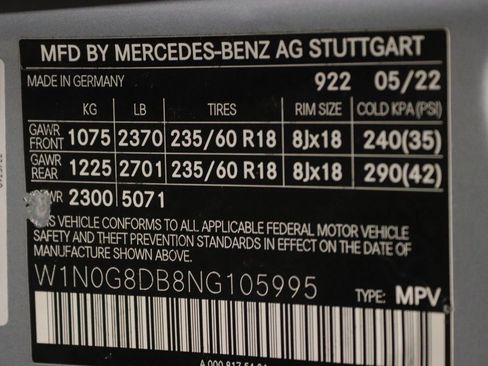 MFD BY MERCEDES-BENZ AG STUTTGART
MADE IN GERMANY 922 05/22
KG LB TIRES RIM SIZE COLD KPA(PSI)
GAWR FRONT 1075 2370 235/60 R18 8Jx18 240(35)
GAWR REAR 1225 2701 235/60 R18 8Jx18 290(42)
2300 5071
VEHICLE CONFORMS TO ALL APPLICABLE FEDERAL MOTOR VEHICLE
SAFETY AND THEFT PREVENTION STANDARDS IN EFFECT ON THE DATE OF
W1N0G8DB8NG105995
TYPE: MPV
A 000 817